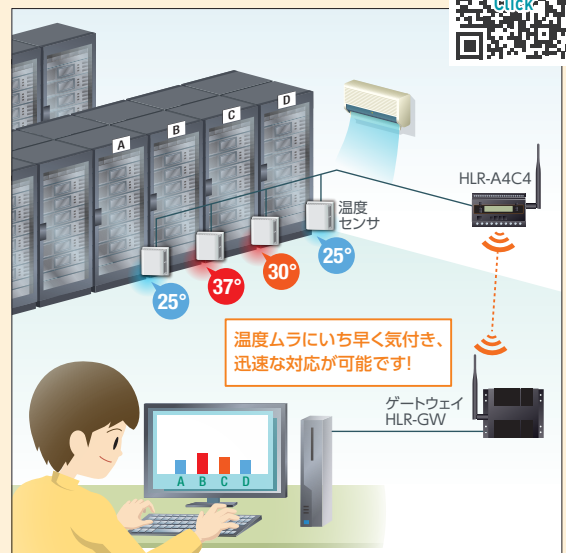 Click
D
C
B
A
HLR-A4C4
温度
センサ
25°
37°
30°
25°
温度ムラにいち早く気付き、
迅速な対応が可能です!
ゲートウェイ
HLR-GW
A B C D